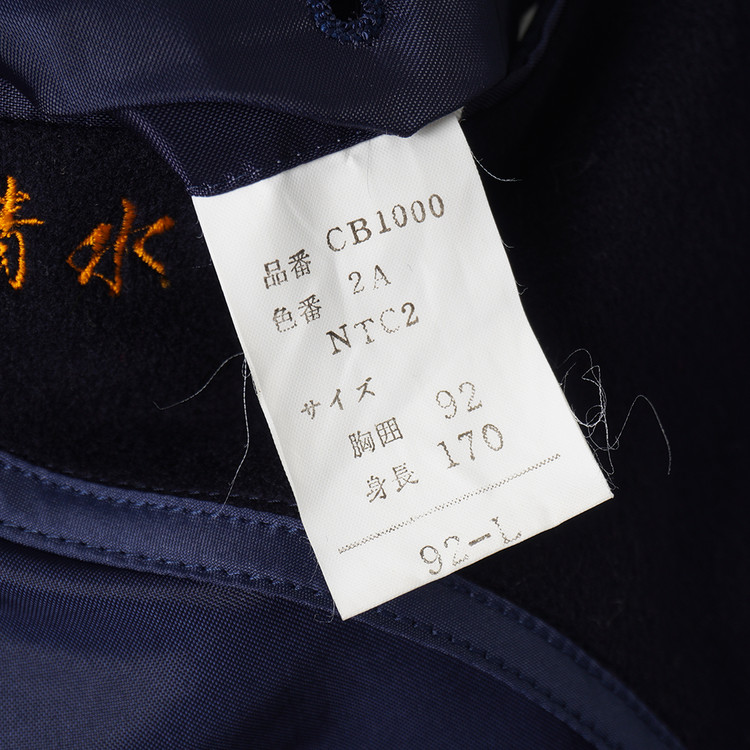 清水
品番 CB1000
色番 2A
NTC2
サイズ
胸囲 92
身長 170
92-L